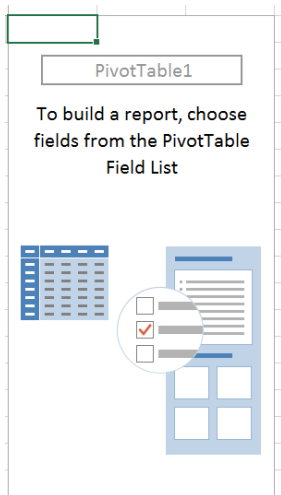 PivotTable1
To build a report, choose
fields from the PivotTable
Field List